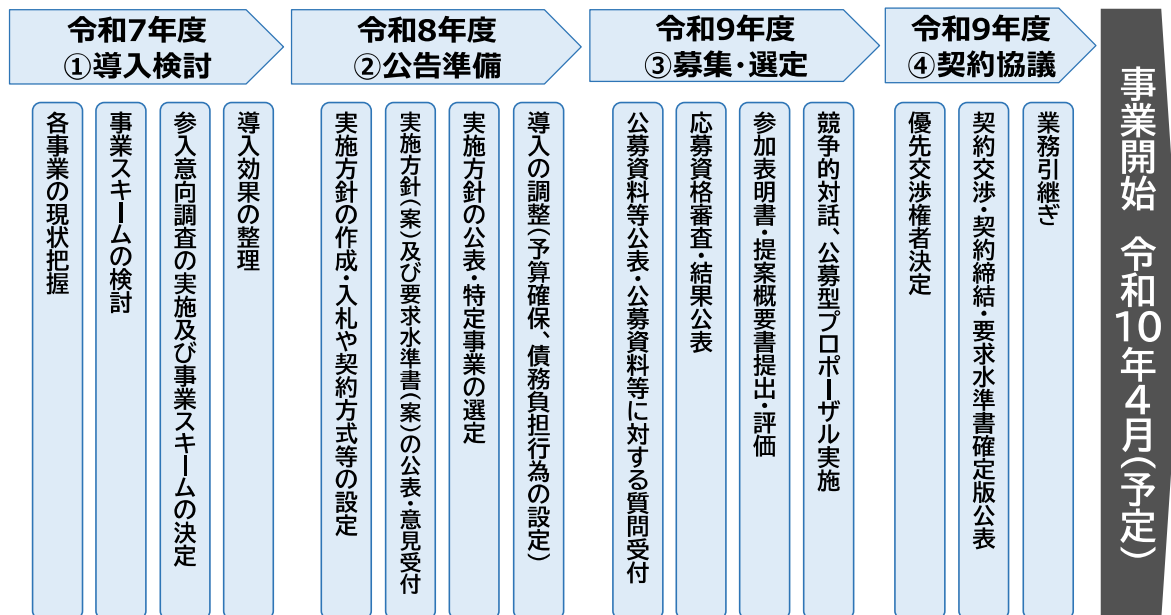 令和7年度
①導入検討
各事業の現状把握
事業スキームの検討
参入意向調査の実施及び事業スキームの決定
導入効果の整理
令和8年度
②公告準備
実施方針の作成・入札や契約方式等の設定
実施方針(案)及び要求水準書(案)の公表・意見受付
実施方針の公表・特定事業の選定
導入の調整(予算確保、債務負担行為の設定)
令和9年度
③募集・選定
公募資料等公表・公募資料等に対する質問受付
応募資格審査・結果公表
参加表明書・提案概要書提出・評価
競争的対話、公募型プロポーザル実施
令和9年度
④契約協議
優先交渉権者決定
契約交渉・契約締結・要求水準書確定版公表
業務引継ぎ
事業開始 令和10年4月(予定)